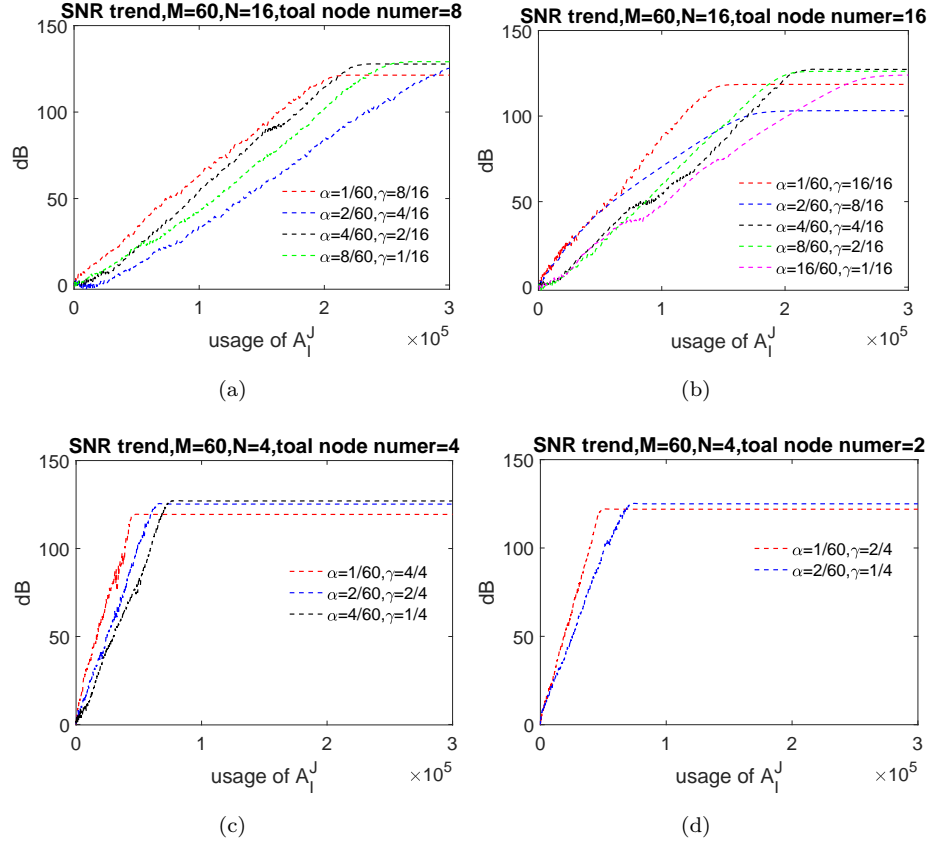 SNR trend,M=60,N=16,toal node numer=8
150
100
50
0
dB
α=1/60,γ=8/16
α=2/60,γ=4/16
α=4/60,γ=2/16
α=8/60,γ=1/16
0 1 2 3
usage of A_I^J ×10^5
(a)
SNR trend,M=60,N=16,toal node numer=16
150
100
50
0
dB
α=1/60,γ=16/16
α=2/60,γ=8/16
α=4/60,γ=4/16
α=8/60,γ=2/16
α=16/60,γ=1/16
0 1 2 3
usage of A_I^J ×10^5
(b)
SNR trend,M=60,N=4,toal node numer=4
150
100
50
0
dB
α=1/60,γ=4/4
α=2/60,γ=2/4
α=4/60,γ=1/4
0 1 2 3
usage of A_I^J ×10^5
(c)
SNR trend,M=60,N=4,toal node numer=2
150
100
50
0
dB
α=1/60,γ=2/4
α=2/60,γ=1/4
0 1 2 3
usage of A_I^J ×10^5
(d)